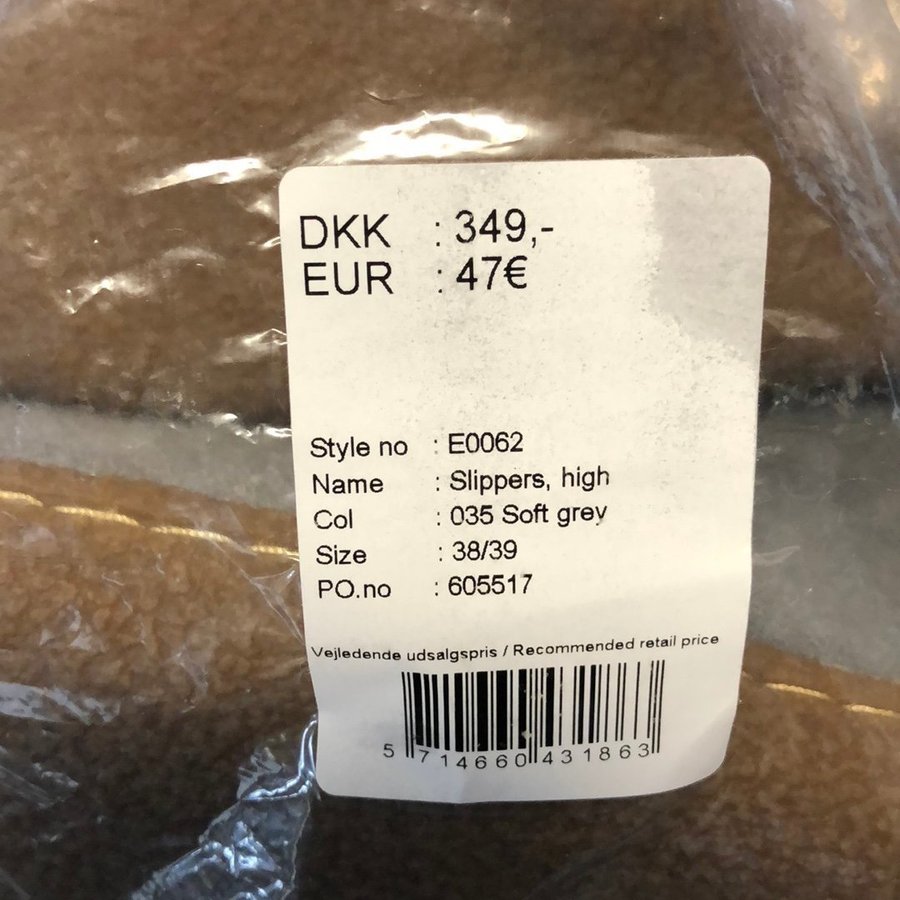 DKK : 349,-
EUR : 47€
Style no : E0062
Name : Slippers, high
Col : 035 Soft grey
Size : 38/39
PO.no : 605517
Vejledende udsalgspris / Recommended retail price
5 714660 431863